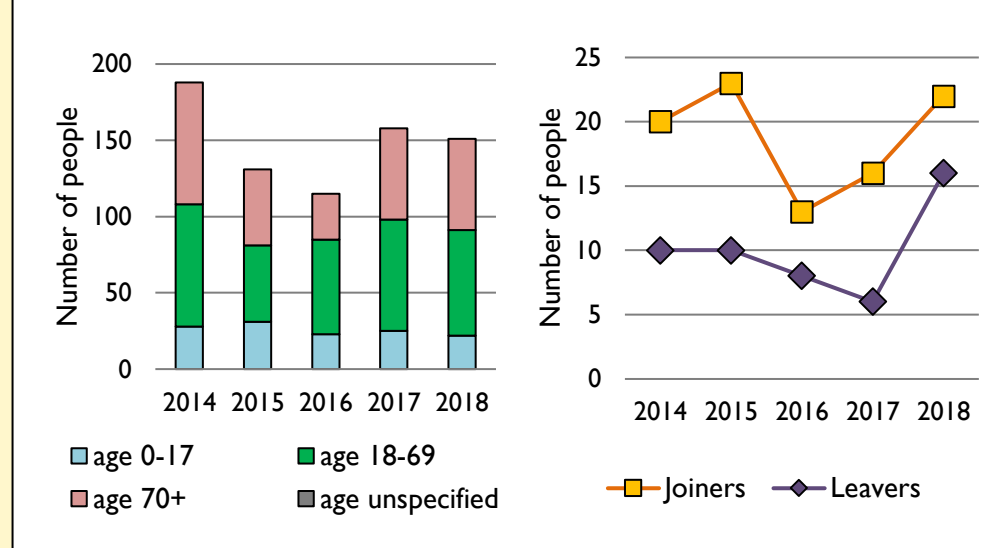 Number of people
200
150
100
50
0
2014 2015 2016 2017 2018
age 0-17 age 18-69
age 70+ age unspecified
Number of people
25
20
15
10
5
0
2014 2015 2016 2017 2018
Joiners Leavers